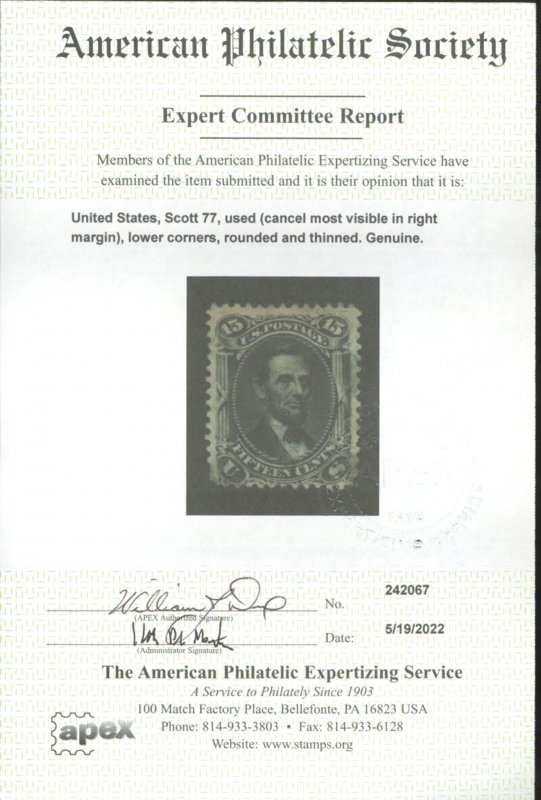 American Philatelic Society
Expert Committee Report
Members of the American Philatelic Expertizing Service have
examined the item submitted and it is their opinion that it is:
United States, Scott 77, used (cancel most visible in right
margin), lower corners, rounded and thinned. Genuine.
15 15
U.S. POSTAGE
FIFTEEN CENTS
U S
No. 242067
(APEX Authorized Signature)
Date: 5/19/2022
(Administrator Signature)
The American Philatelic Expertizing Service
A Service to Philately Since 1903
100 Match Factory Place, Bellefonte, PA 16823 USA
Phone: 814-933-3803 • Fax: 814-933-6128
Website: www.stamps.org
apex